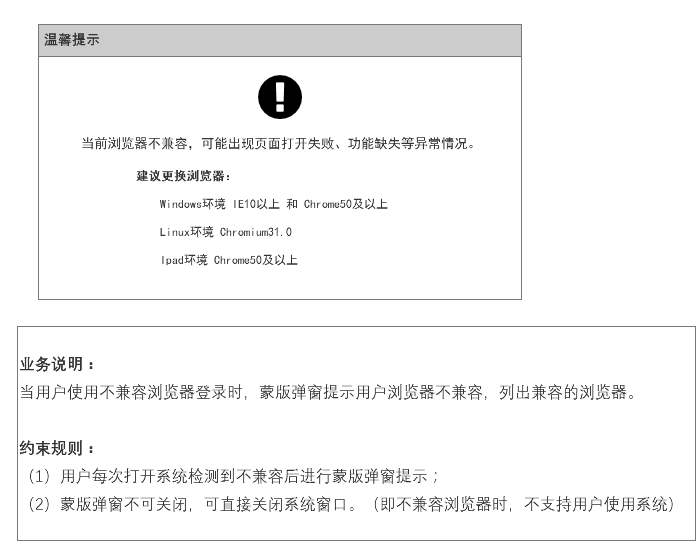 温馨提示
当前浏览器不兼容，可能出现页面打开失败、功能缺失等异常情况。
建议更换浏览器：
Windows环境 IE10以上 和 Chrome50及以上
Linux环境 Chromium31.0
Ipad环境 Chrome50及以上
业务说明：
当用户使用不兼容浏览器登录时，蒙版弹窗提示用户浏览器不兼容，列出兼容的浏览器。
约束规则：
（1）用户每次打开系统检测到不兼容后进行蒙版弹窗提示；
（2）蒙版弹窗不可关闭，可直接关闭系统窗口。（即不兼容浏览器时，不支持用户使用系统）